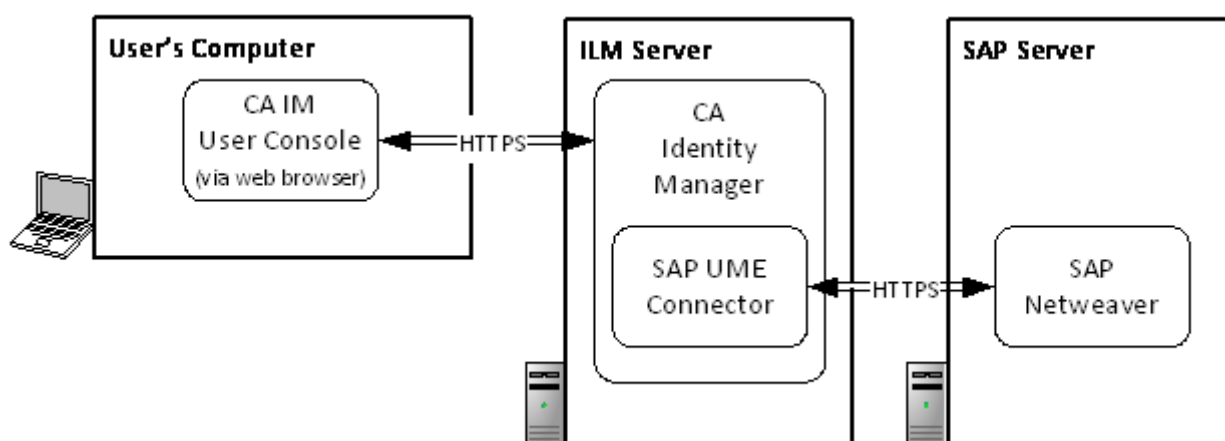 User's Computer
CA IM
User Console
(via web browser)
HTTPS
ILM Server
CA
Identity
Manager
SAP UME
Connector
HTTPS
SAP Server
SAP
Netweaver